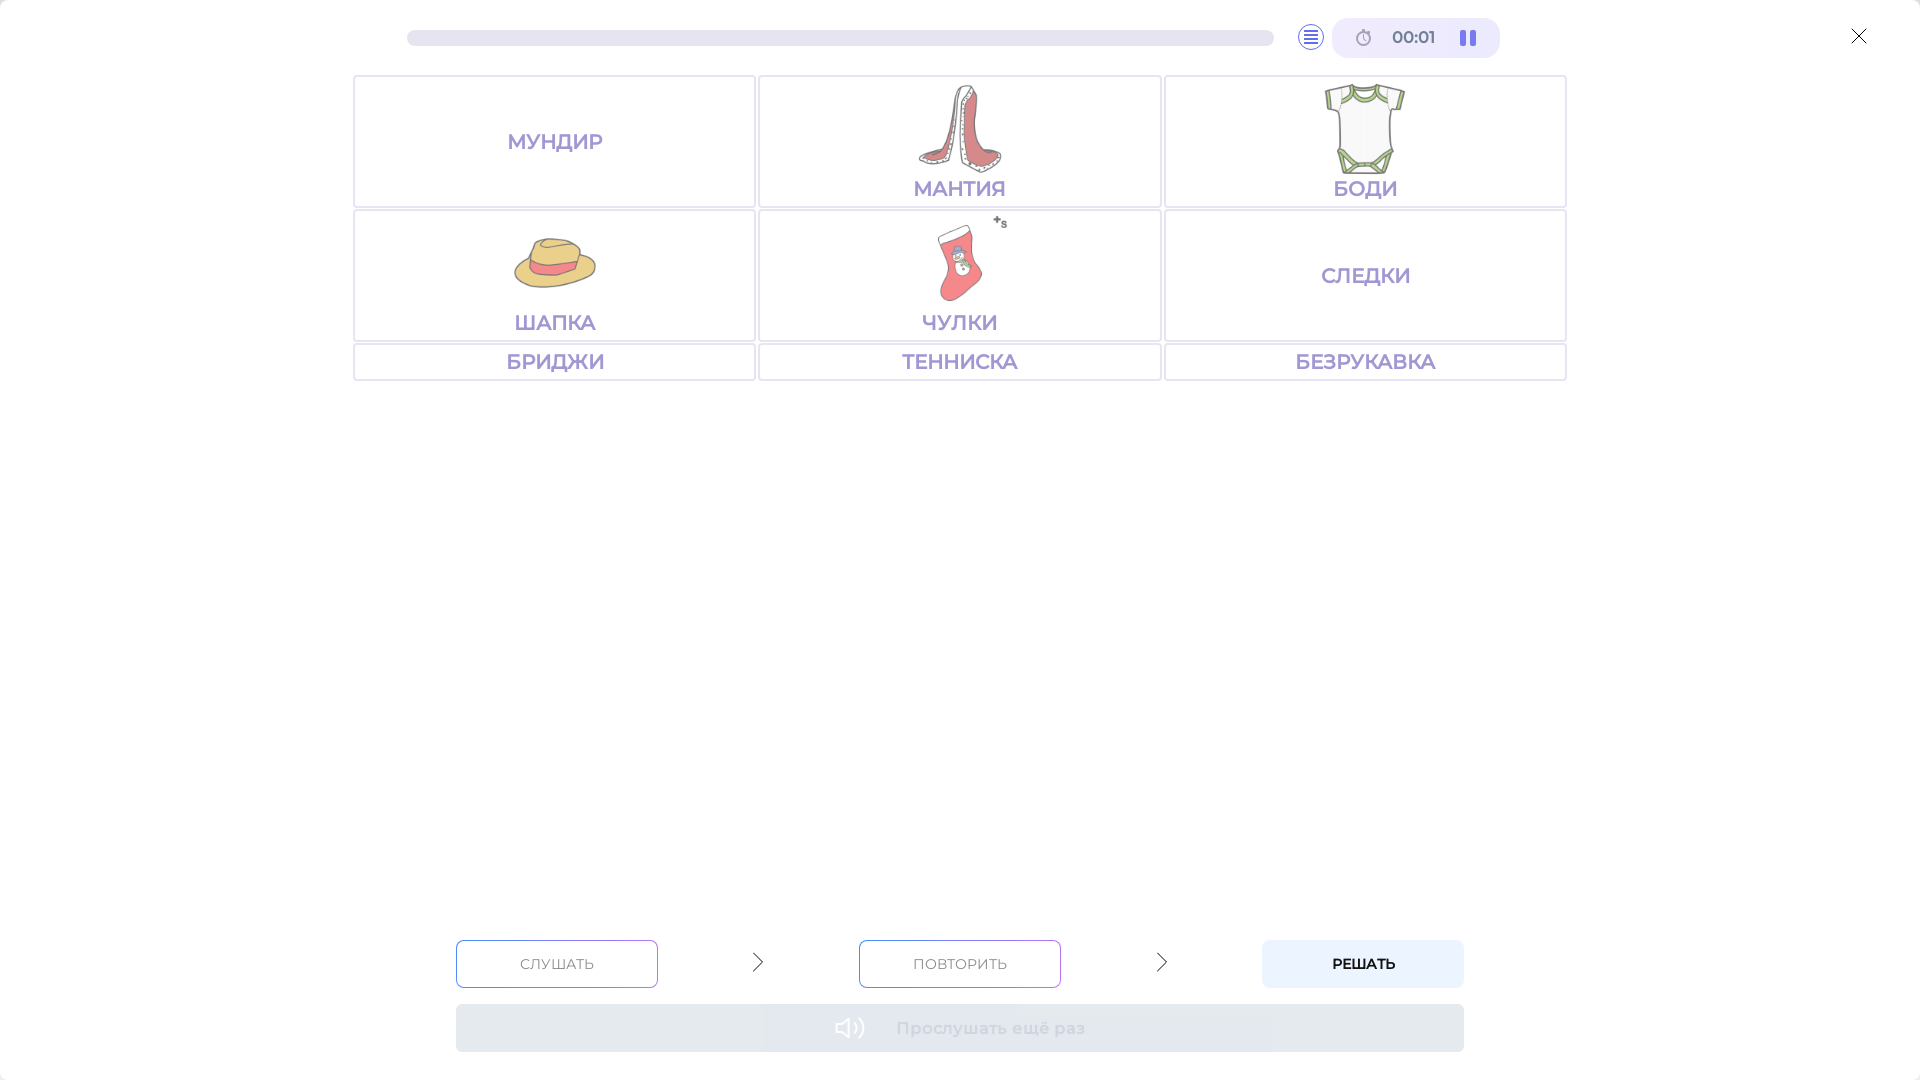 00:01
МУНДИР
МАНТИЯ
БОДИ
+s
ШАПКА
ЧУЛКИ
СЛЕДКИ
БРИДЖИ
ТЕННИСКА
БЕЗРУКАВКА
СЛУШАТЬ
ПОВТОРИТЬ
РЕШАТЬ
Прослушать ещё раз